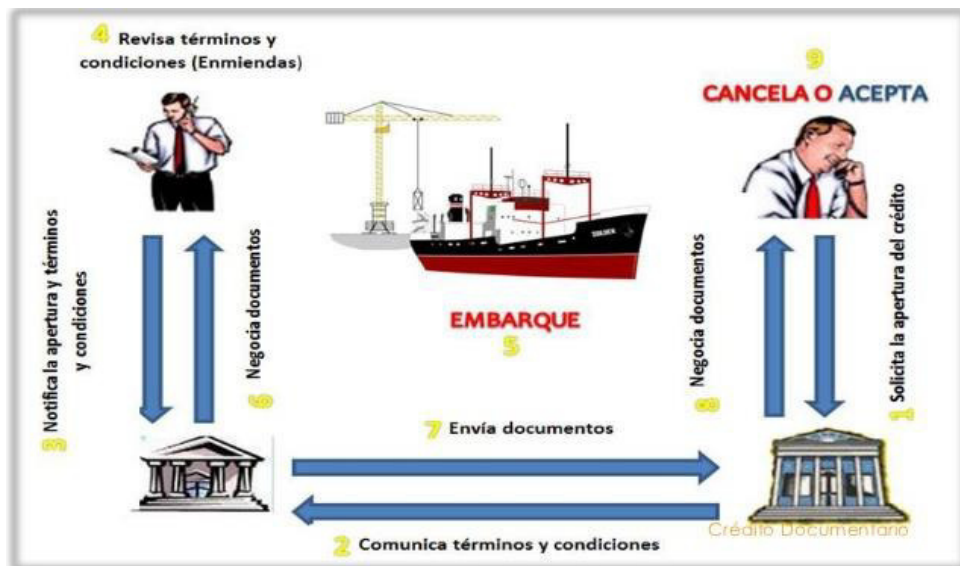 4 Revisa términos y
condiciones (Enmiendas)
9
CANCELA O ACEPTA
3 Notifica la apertura y términos
y condiciones
6 Negocia documentos
EMBARQUE
5
8 Negocia documentos
1 Solicita la apertura del crédito
7 Envía documentos
Crédito Documentario
2 Comunica términos y condiciones